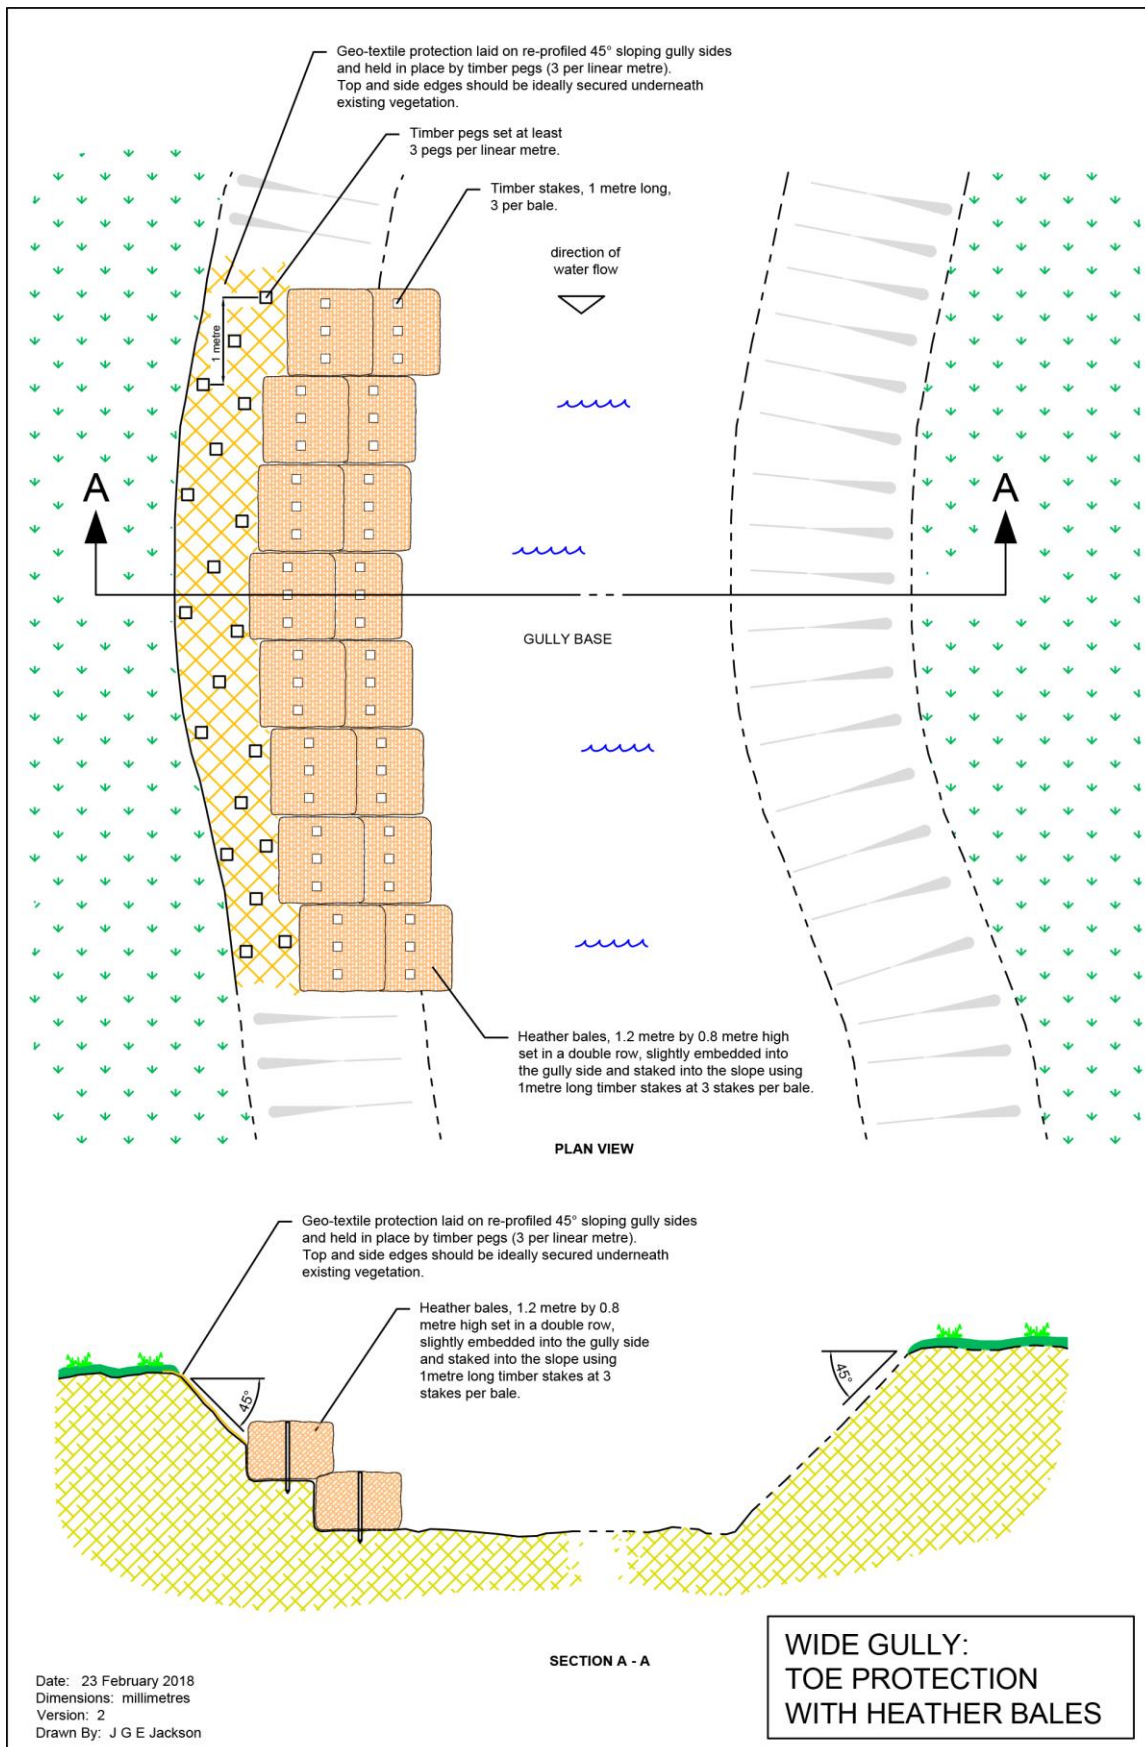 Geo-textile protection laid on re-profiled 45° sloping gully sides
and held in place by timber pegs (3 per linear metre).
Top and side edges should be ideally secured underneath
existing vegetation.
Timber pegs set at least
3 pegs per linear metre.
Timber stakes, 1 metre long,
3 per bale.
direction of
water flow
1 metre
A
A
GULLY BASE
Heather bales, 1.2 metre by 0.8 metre high
set in a double row, slightly embedded into
the gully side and staked into the slope using
1metre long timber stakes at 3 stakes per bale.
PLAN VIEW
Geo-textile protection laid on re-profiled 45° sloping gully sides
and held in place by timber pegs (3 per linear metre).
Top and side edges should be ideally secured underneath
existing vegetation.
Heather bales, 1.2 metre by 0.8
metre high set in a double row,
slightly embedded into the gully side
and staked into the slope using
1metre long timber stakes at 3
stakes per bale.
45°
45°
SECTION A - A
WIDE GULLY:
TOE PROTECTION
WITH HEATHER BALES
Date: 23 February 2018
Dimensions: millimetres
Version: 2
Drawn By: J G E Jackson